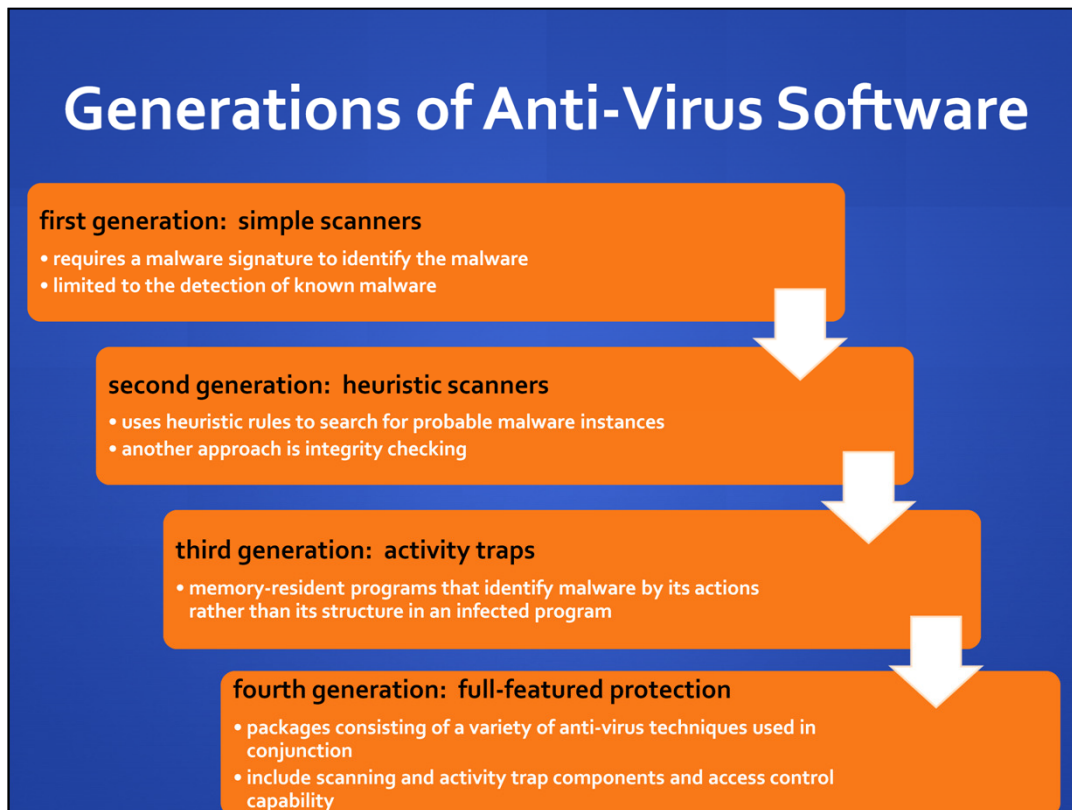 Generations of Anti-Virus Software
first generation: simple scanners
• requires a malware signature to identify the malware
• limited to the detection of known malware
second generation: heuristic scanners
• uses heuristic rules to search for probable malware instances
• another approach is integrity checking
third generation: activity traps
• memory-resident programs that identify malware by its actions
rather than its structure in an infected program
fourth generation: full-featured protection
• packages consisting of a variety of anti-virus techniques used in
conjunction
• include scanning and activity trap components and access control
capability